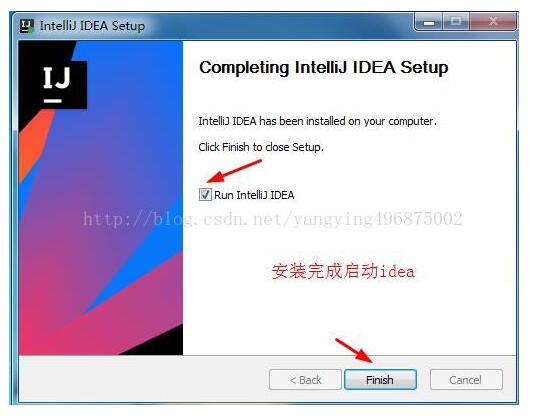 IntelliJ IDEA Setup
IJ
Completing IntelliJ IDEA Setup
IntelliJ IDEA has been installed on your computer.
Click Finish to close Setup.
Run IntelliJ IDEA
http://blog.csdn.net/yangying496875002
安装完成启动idea
< Back
Finish
Cancel